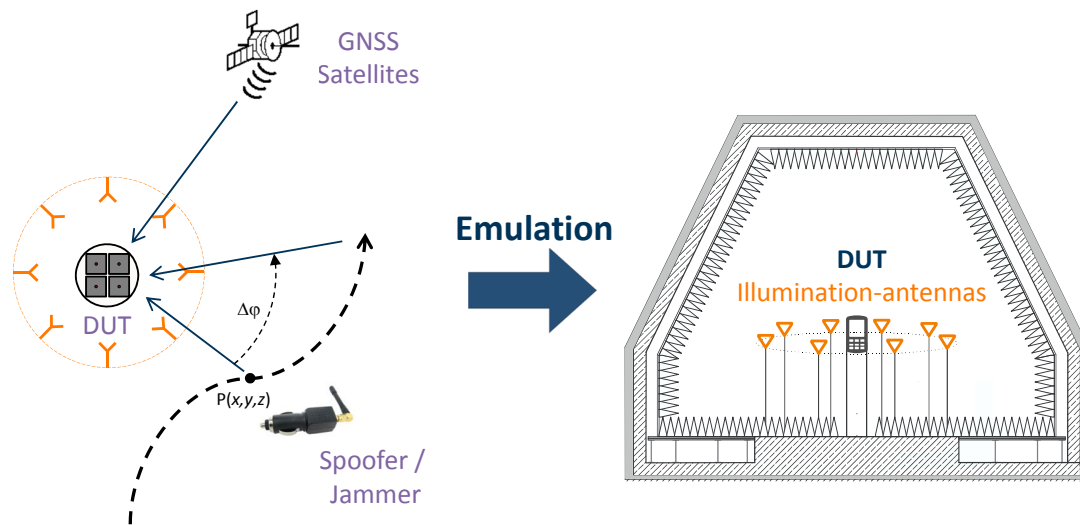 GNSS
Satellites
DUT
Δφ
P(x,y,z)
Spoofer /
Jammer
Emulation
DUT
Illumination-antennas